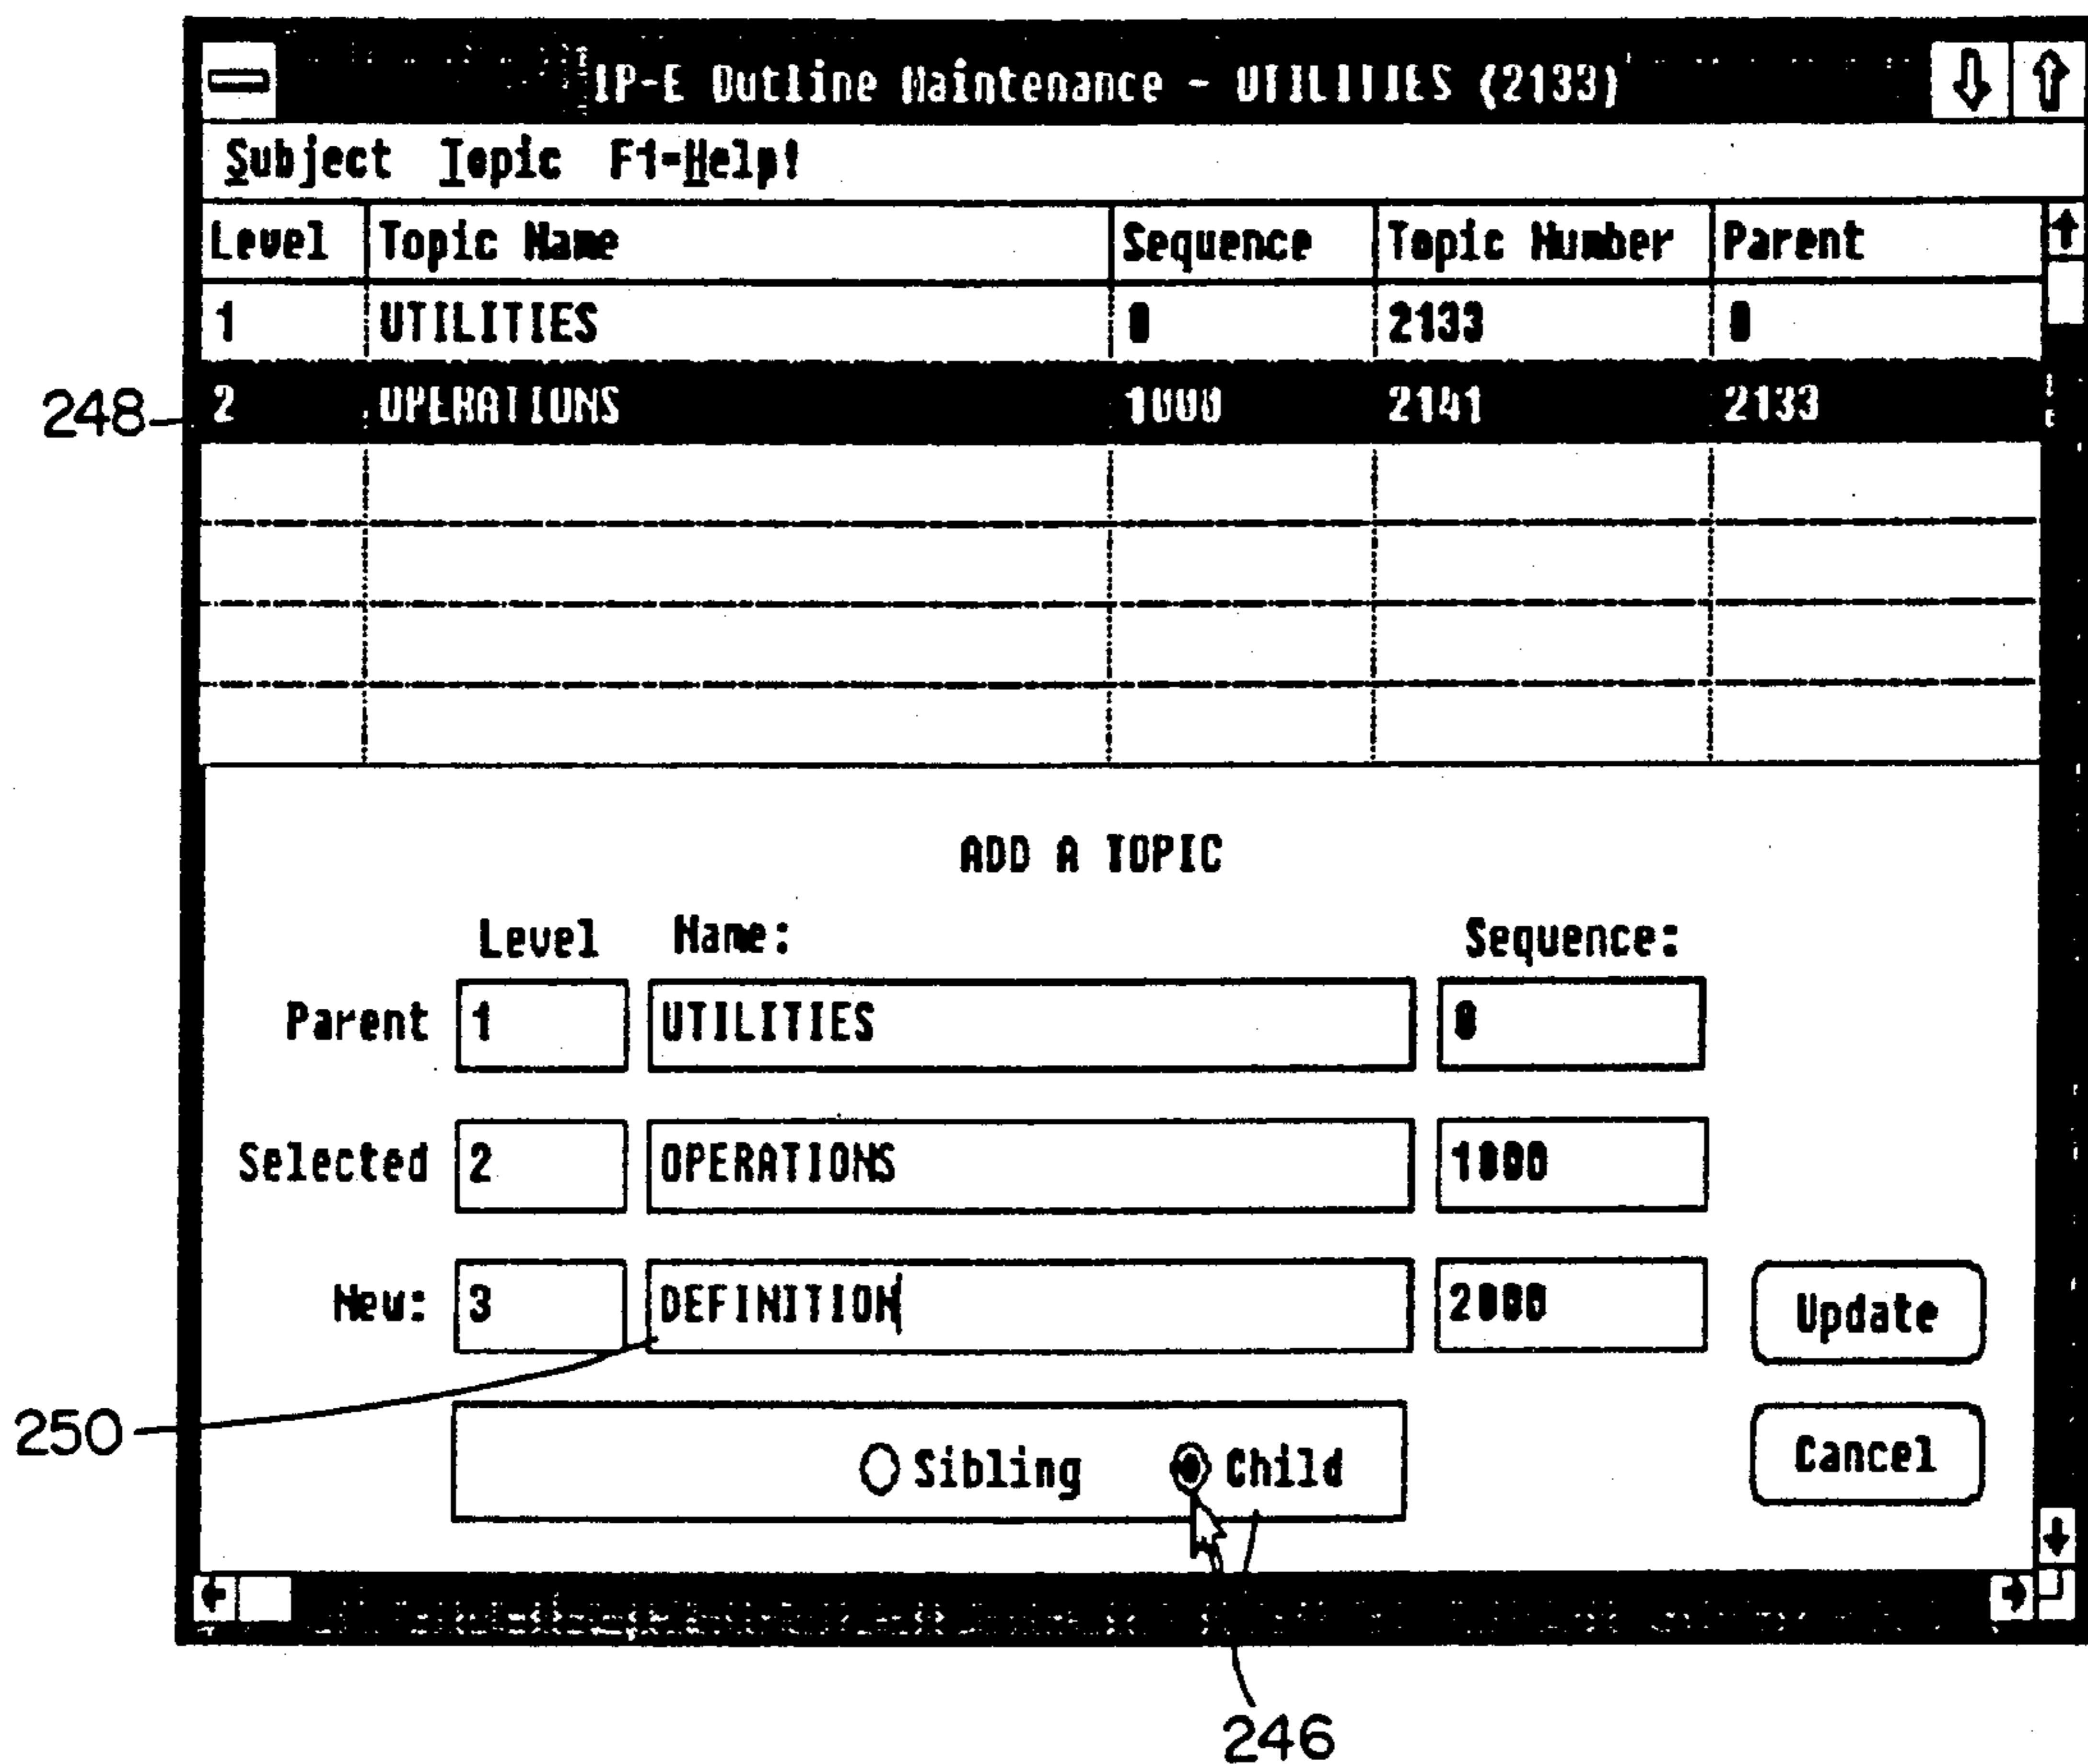 IP-E Outline Maintenance - UTILITIES (2133)
Subject Topic F1=Help!
Level Topic Name Sequence Topic Number Parent
1 UTILITIES 0 2133 0
248 2 OPERATIONS 1000 2141 2133
ADD A TOPIC
Level Name: Sequence:
Parent 1 UTILITIES 0
Selected 2 OPERATIONS 1000
New: 3 DEFINITION 2000 Update
250 Sibling Child Cancel
246